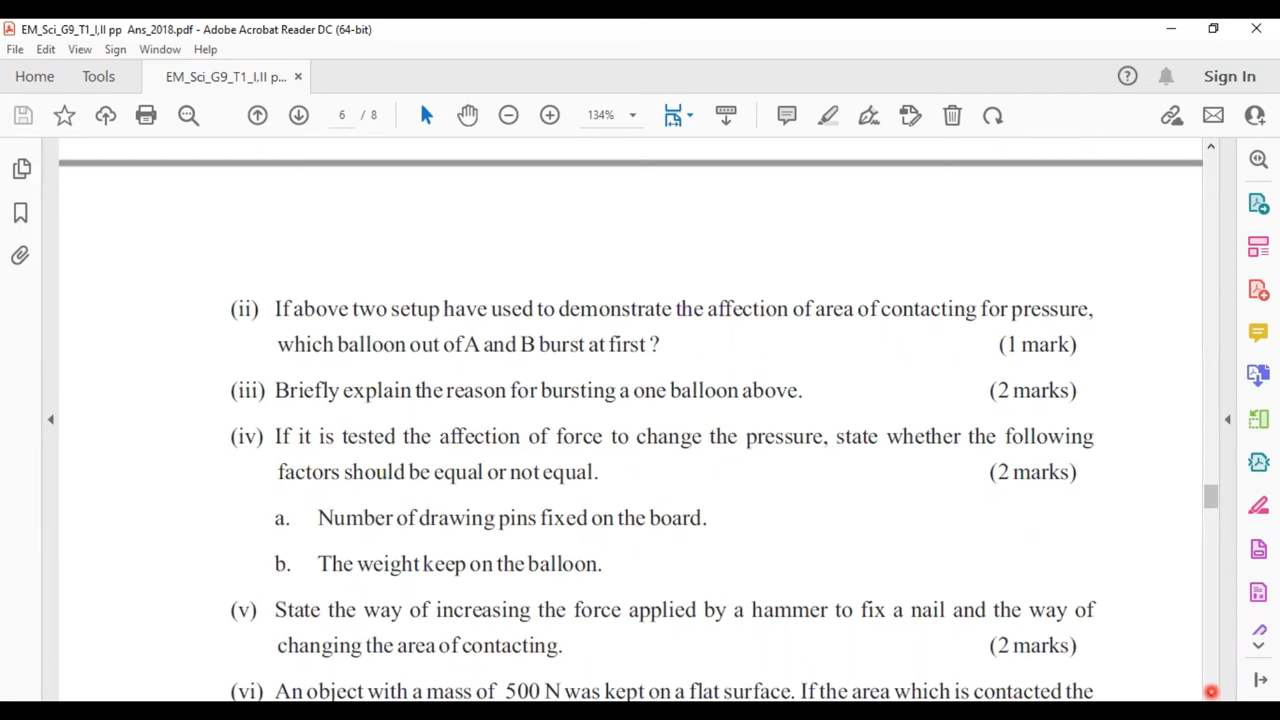 EM_Sci_G9_T1_I,II pp  Ans_2018.pdf - Adobe Acrobat Reader DC (64-bit)
File Edit View Sign Window Help
Home Tools EM_Sci_G9_T1_I,II p... × Sign In
6 / 8 134%
(ii) If above two setup have used to demonstrate the affection of area of contacting for pressure,
which balloon out of A and B burst at first ? (1 mark)
(iii) Briefly explain the reason for bursting a one balloon above. (2 marks)
(iv) If it is tested the affection of force to change the pressure, state whether the following
factors should be equal or not equal. (2 marks)
a. Number of drawing pins fixed on the board.
b. The weight keep on the balloon.
(v) State the way of increasing the force applied by a hammer to fix a nail and the way of
changing the area of contacting. (2 marks)
(vi) An object with a mass of 500 N was kept on a flat surface. If the area which is contacted the